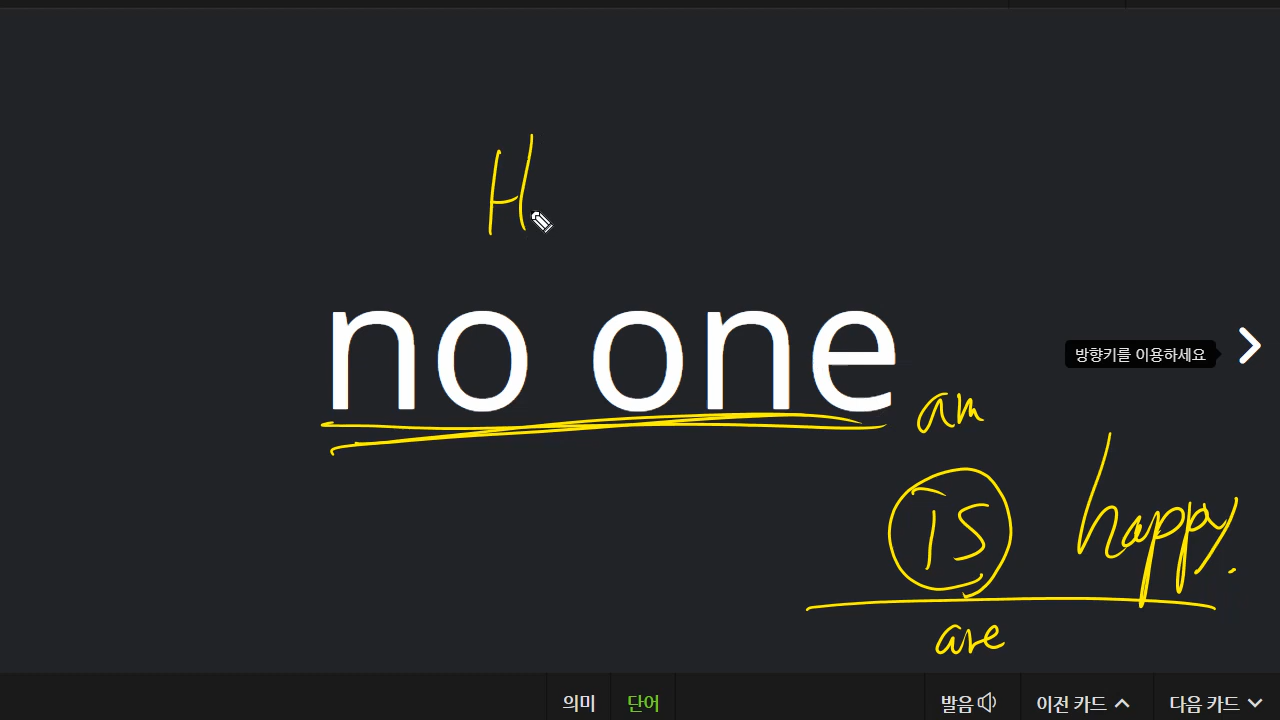 H
no one
방향키를 이용하세요
am
is happy.
are
의미 단어 발음 이전 카드 다음 카드